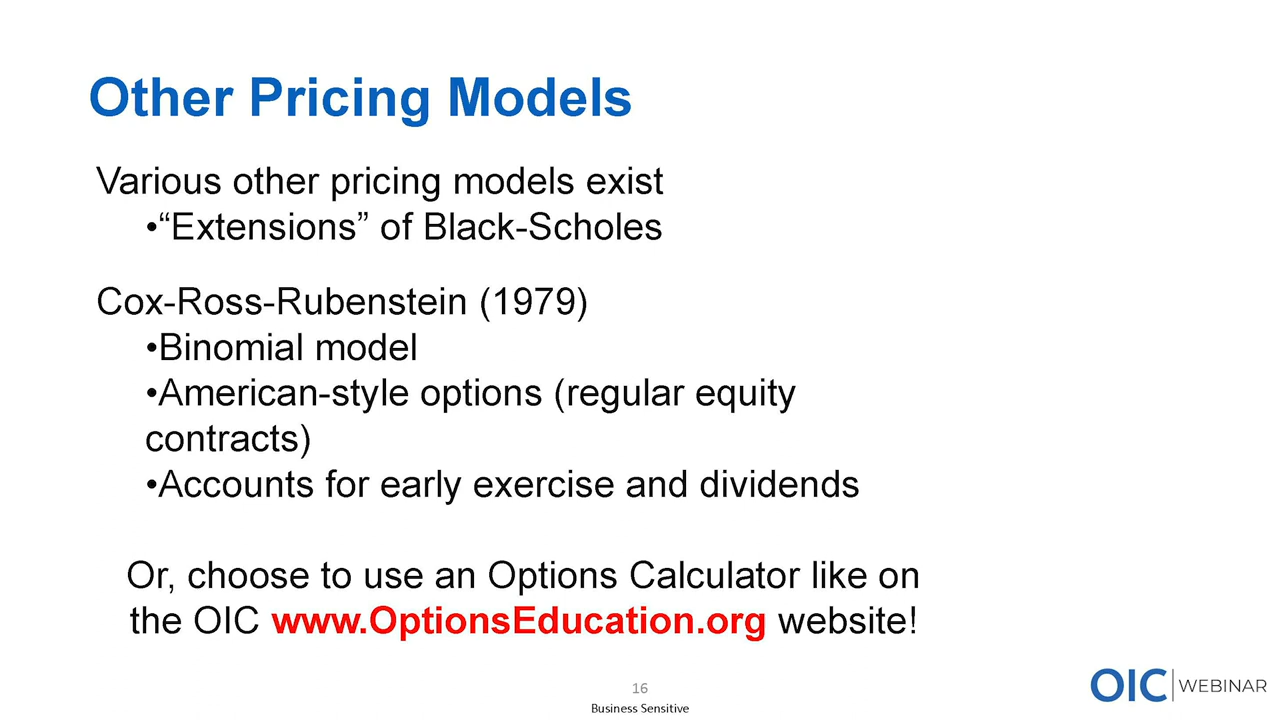 Other Pricing Models
Various other pricing models exist
•“Extensions” of Black-Scholes
Cox-Ross-Rubenstein (1979)
•Binomial model
•American-style options (regular equity
contracts)
•Accounts for early exercise and dividends
Or, choose to use an Options Calculator like on
the OIC www.OptionsEducation.org website!
16
Business Sensitive
OIC WEBINAR